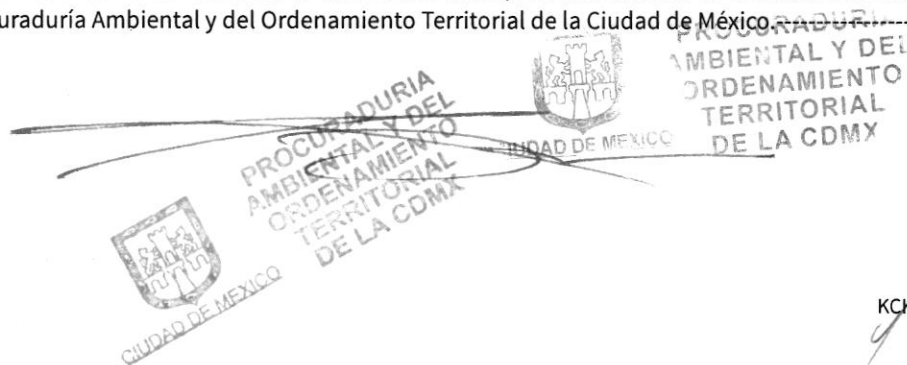 uraduría Ambiental y del Ordenamiento Territorial de la Ciudad de México.-----------
PROCURADURI
AMBIENTAL Y DEL
ORDENAMIENTO
TERRITORIAL
DE LA CDMX
CIUDAD DE MEXICO
PROCURADURIA
AMBIENTAL Y DEL
ORDENAMIENTO
TERRITORIAL
DE LA CDMX
CIUDAD DE MEXICO